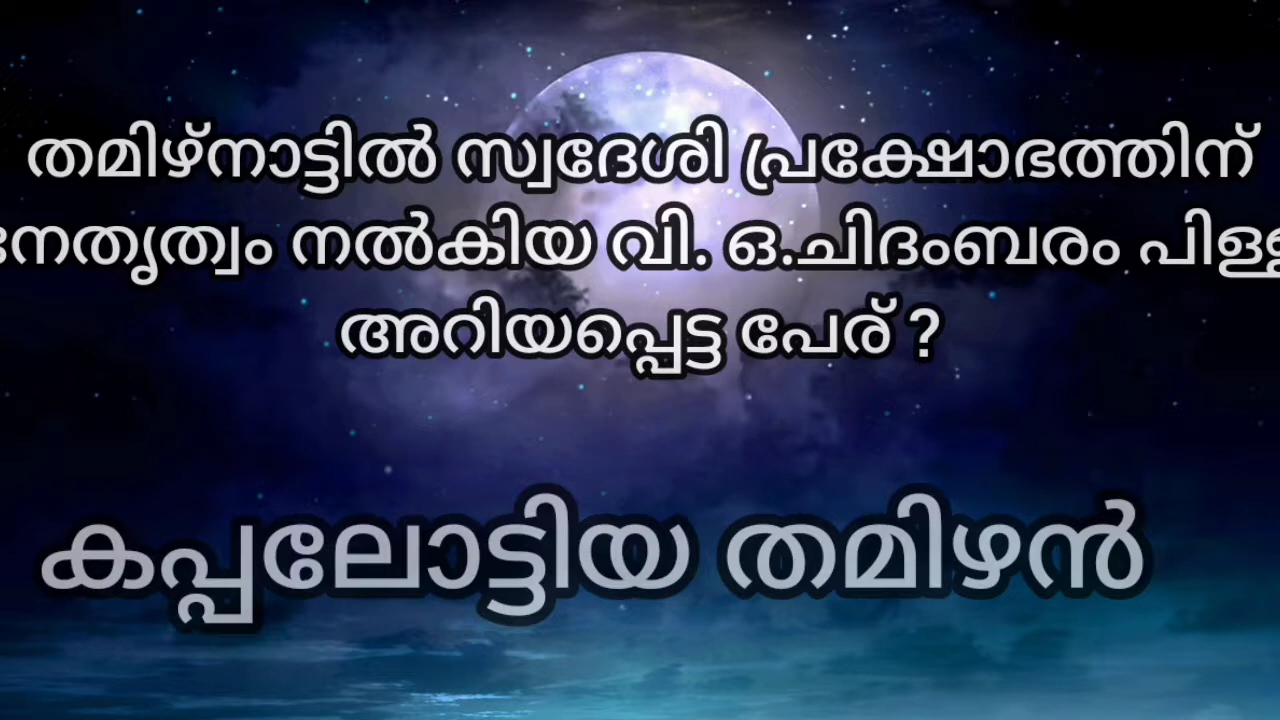 തമിഴ്നാട്ടിൽ സ്വദേശി പ്രക്ഷോഭത്തിന്
നേതൃത്വം നൽകിയ വി. ഒ.ചിദംബരം പിള്ള
അറിയപ്പെട്ട പേര് ?
കപ്പലോട്ടിയ തമിഴൻ